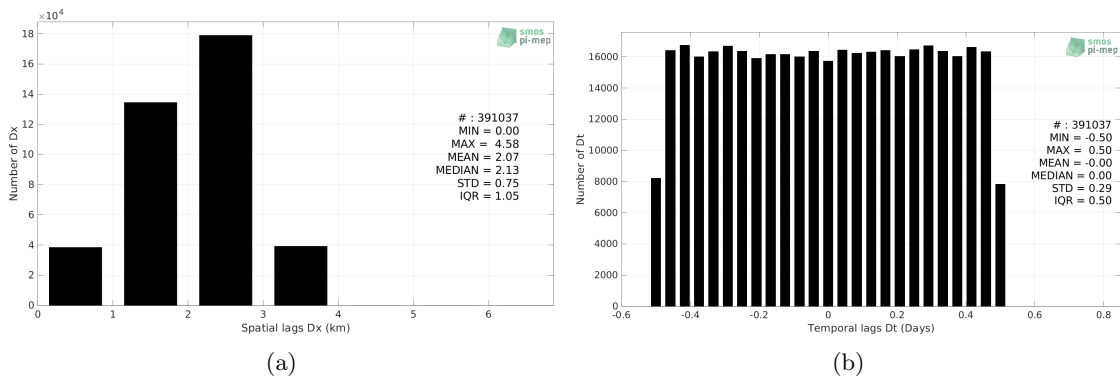 ×10⁴
18
16
14
12
10
8
6
4
2
0
Number of Dx
0 1 2 3 4 5 6
Spatial lags Dx (km)
smos
pi-mep
# : 391037
MIN = 0.00
MAX = 4.58
MEAN = 2.07
MEDIAN = 2.13
STD = 0.75
IQR = 1.05
(a)
16000
14000
12000
10000
8000
6000
4000
2000
0
Number of Dt
-0.6 -0.4 -0.2 0 0.2 0.4 0.6 0.8
Temporal lags Dt (Days)
smos
pi-mep
# : 391037
MIN = -0.50
MAX = 0.50
MEAN = -0.00
MEDIAN = 0.00
STD = 0.29
IQR = 0.50
(b)